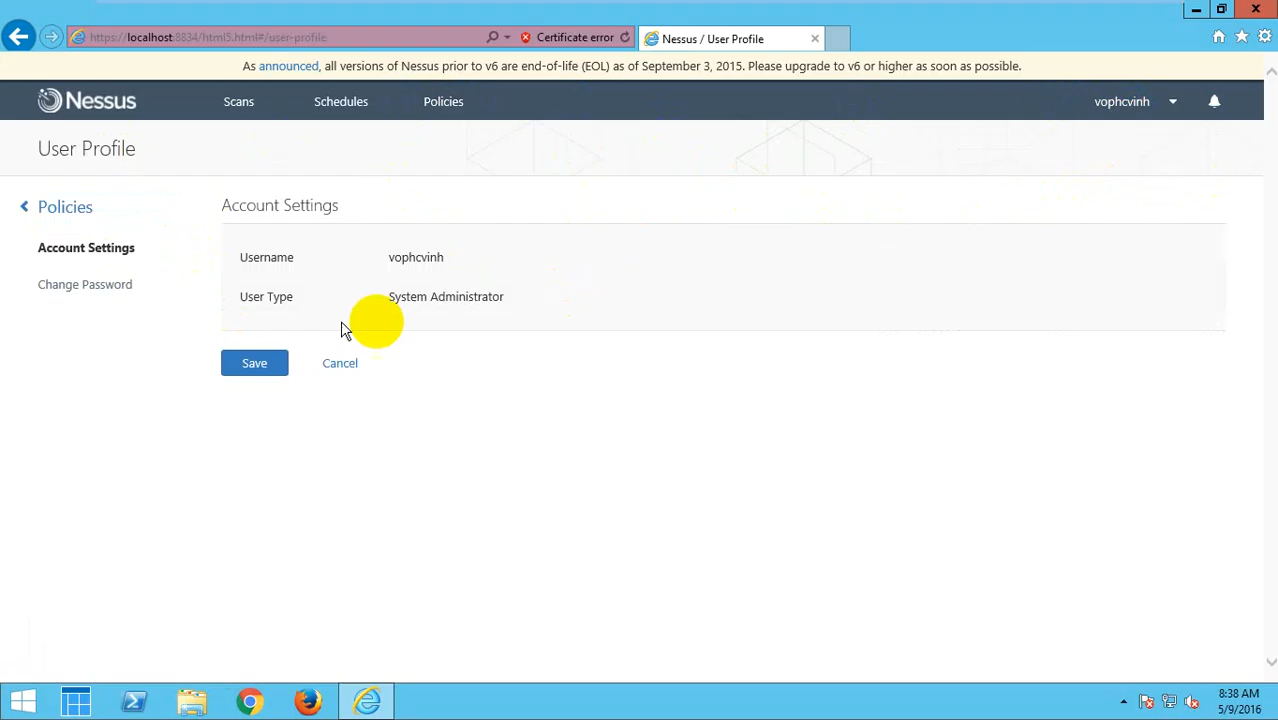 https://localhost:8834/html5.html#/user-profile
Certificate error
Nessus / User Profile
As announced, all versions of Nessus prior to v6 are end-of-life (EOL) as of September 3, 2015. Please upgrade to v6 or higher as soon as possible.
Nessus
Scans
Schedules
Policies
vophcvinh
User Profile
Policies
Account Settings
Change Password
Account Settings
Username vophcvinh
User Type System Administrator
Save
Cancel
8:38 AM
5/9/2016